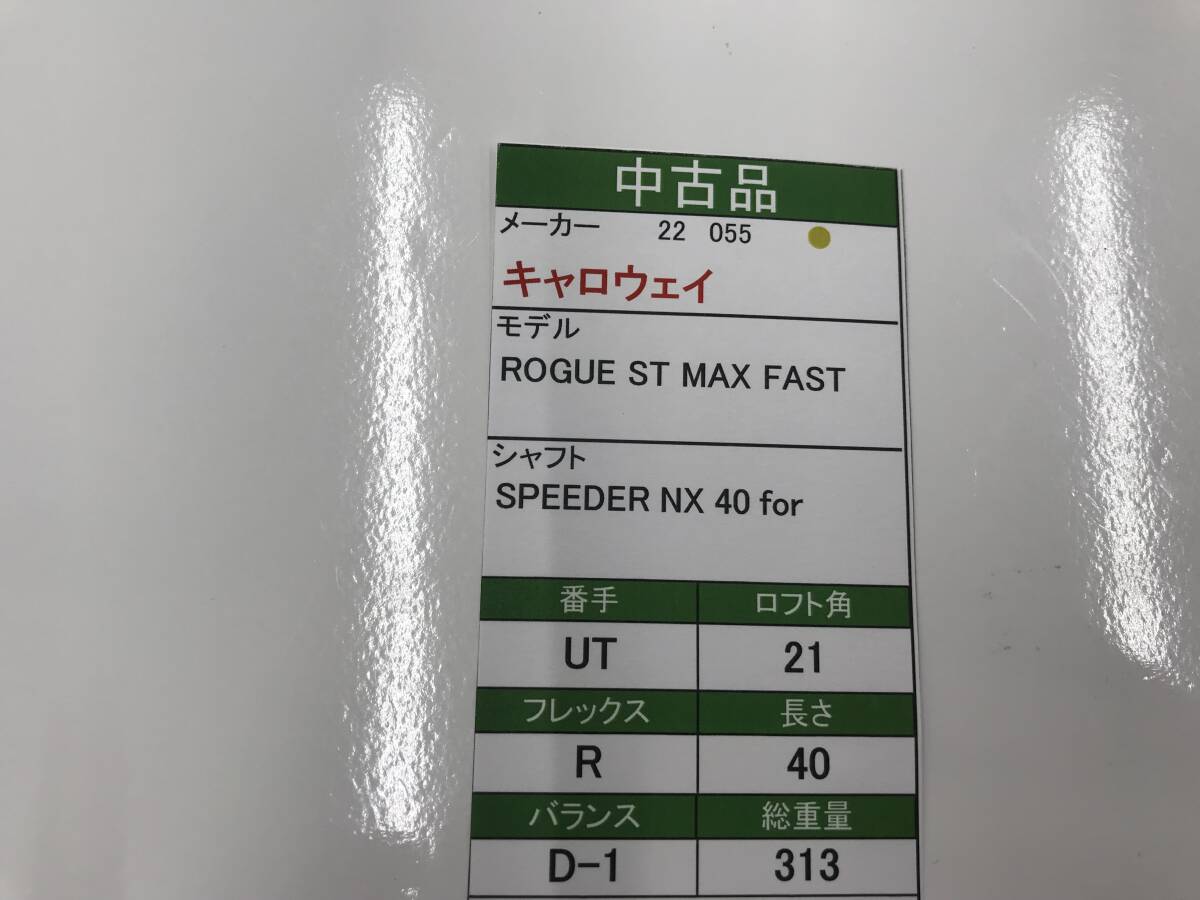 中古品
メーカー 22 055
キャロウェイ
モデル
ROGUE ST MAX FAST
シャフト
SPEEDER NX 40 for
番手 ロフト角
UT 21
フレックス 長さ
R 40
バランス 総重量
D-1 313